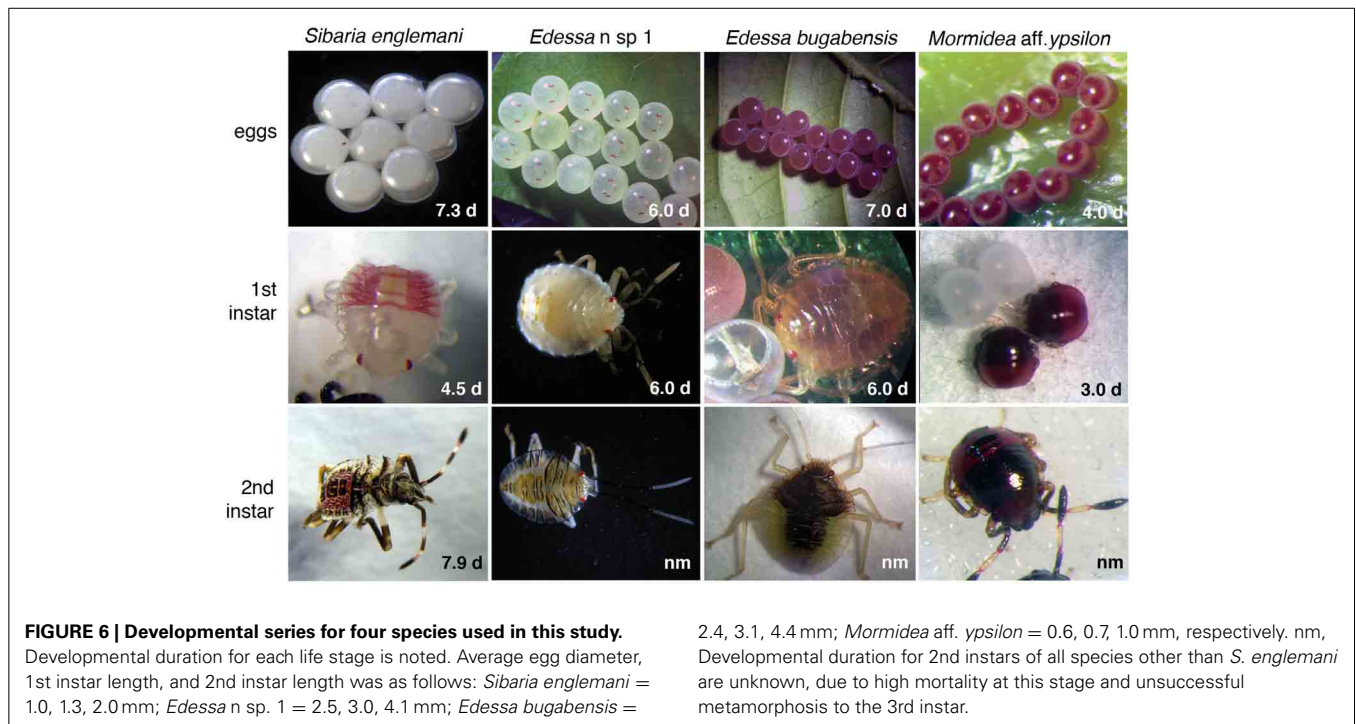 Sibaria englemani Edessa n sp 1 Edessa bugabensis Mormidea aff.ypsilon
eggs
7.3 d 6.0 d 7.0 d 4.0 d
1st
instar
4.5 d 6.0 d 6.0 d 3.0 d
2nd
instar
7.9 d nm nm nm
FIGURE 6 | Developmental series for four species used in this study.
Developmental duration for each life stage is noted. Average egg diameter,
1st instar length, and 2nd instar length was as follows: Sibaria englemani =
1.0, 1.3, 2.0 mm; Edessa n sp. 1 = 2.5, 3.0, 4.1 mm; Edessa bugabensis =
2.4, 3.1, 4.4 mm; Mormidea aff. ypsilon = 0.6, 0.7, 1.0 mm, respectively. nm,
Developmental duration for 2nd instars of all species other than S. englemani
are unknown, due to high mortality at this stage and unsuccessful
metamorphosis to the 3rd instar.